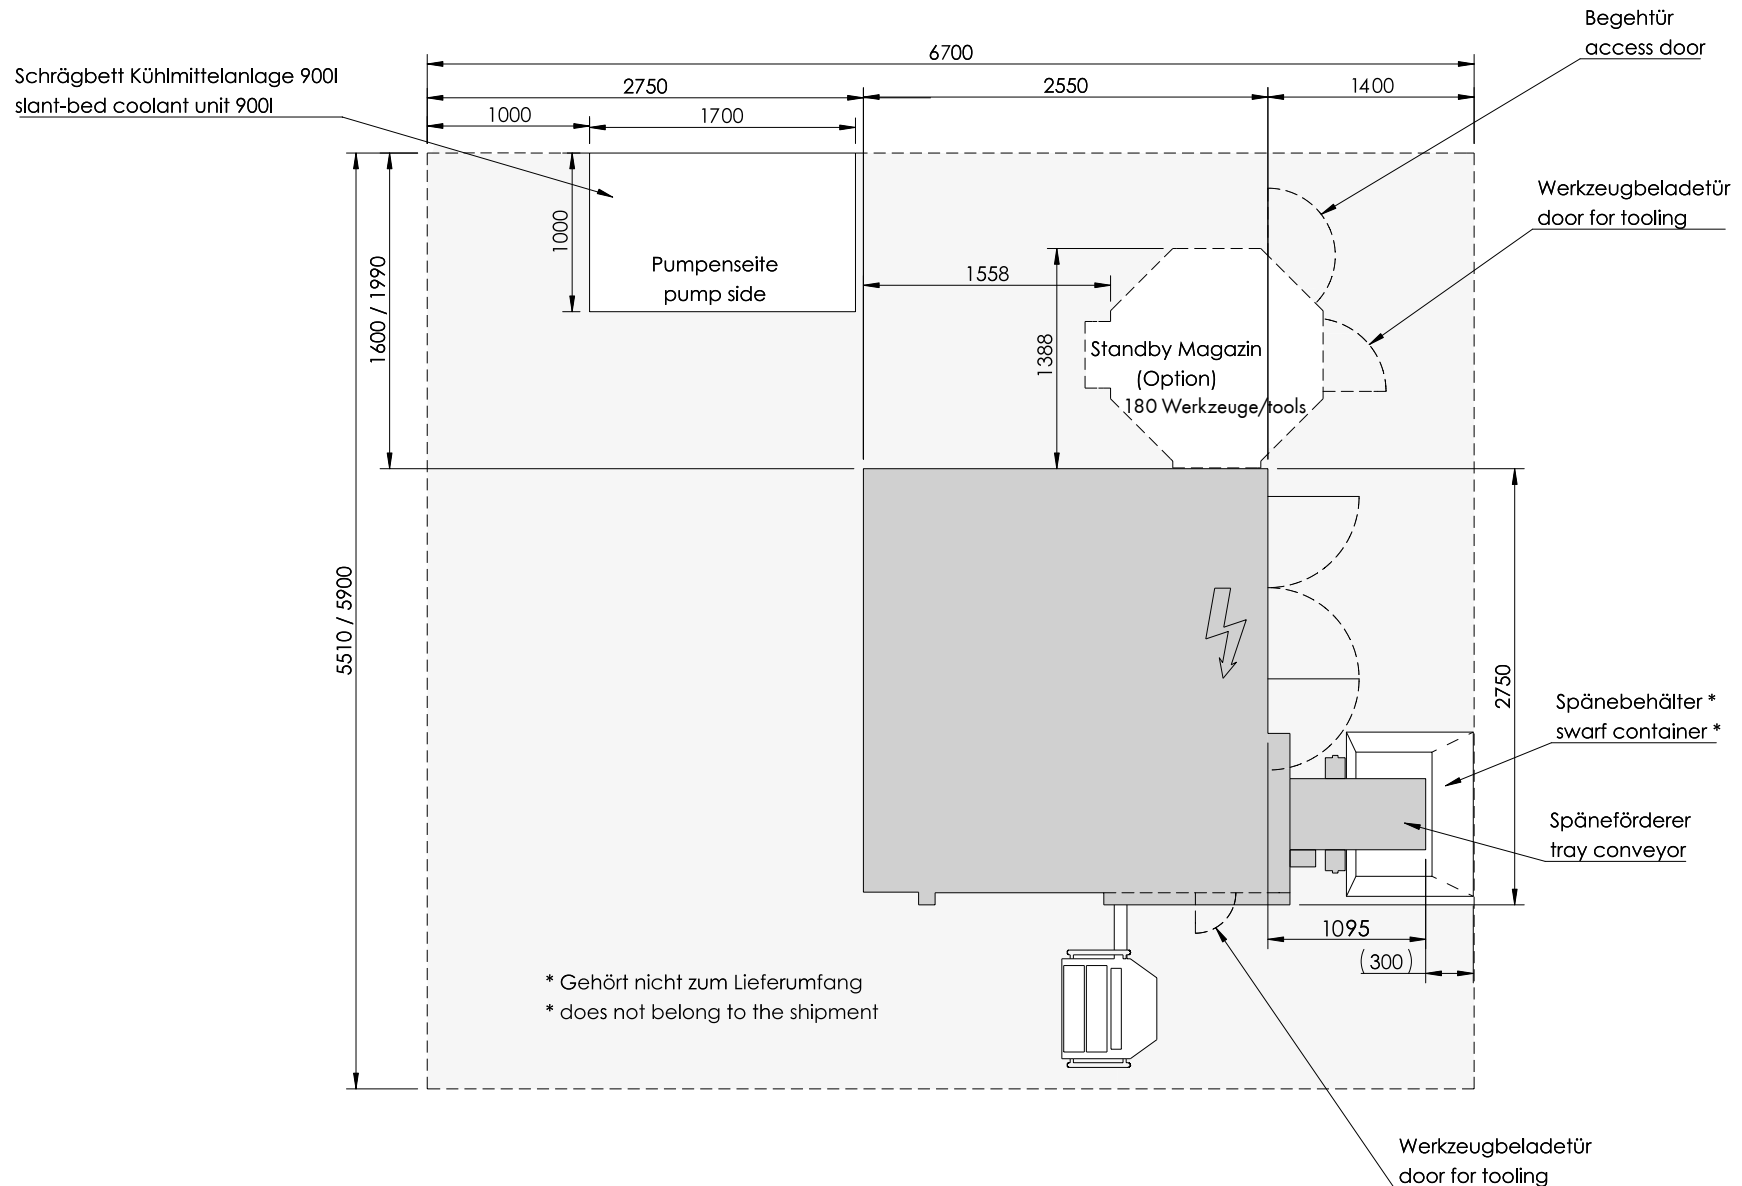 Begehtür
access door
6700
Schrägbett Kühlmittelanlage 900l
slant-bed coolant unit 900l
2750
2550
1400
1000
1700
Werkzeugbeladetür
door for tooling
1000
1600 / 1990
Pumpenseite
pump side
1558
1388
Standby Magazin
(Option)
180 Werkzeuge/tools
5510 / 5900
2750
Spänebehälter *
swarf container *
Späneförderer
tray conveyor
1095
(300)
* Gehört nicht zum Lieferumfang
* does not belong to the shipment
Werkzeugbeladetür
door for tooling